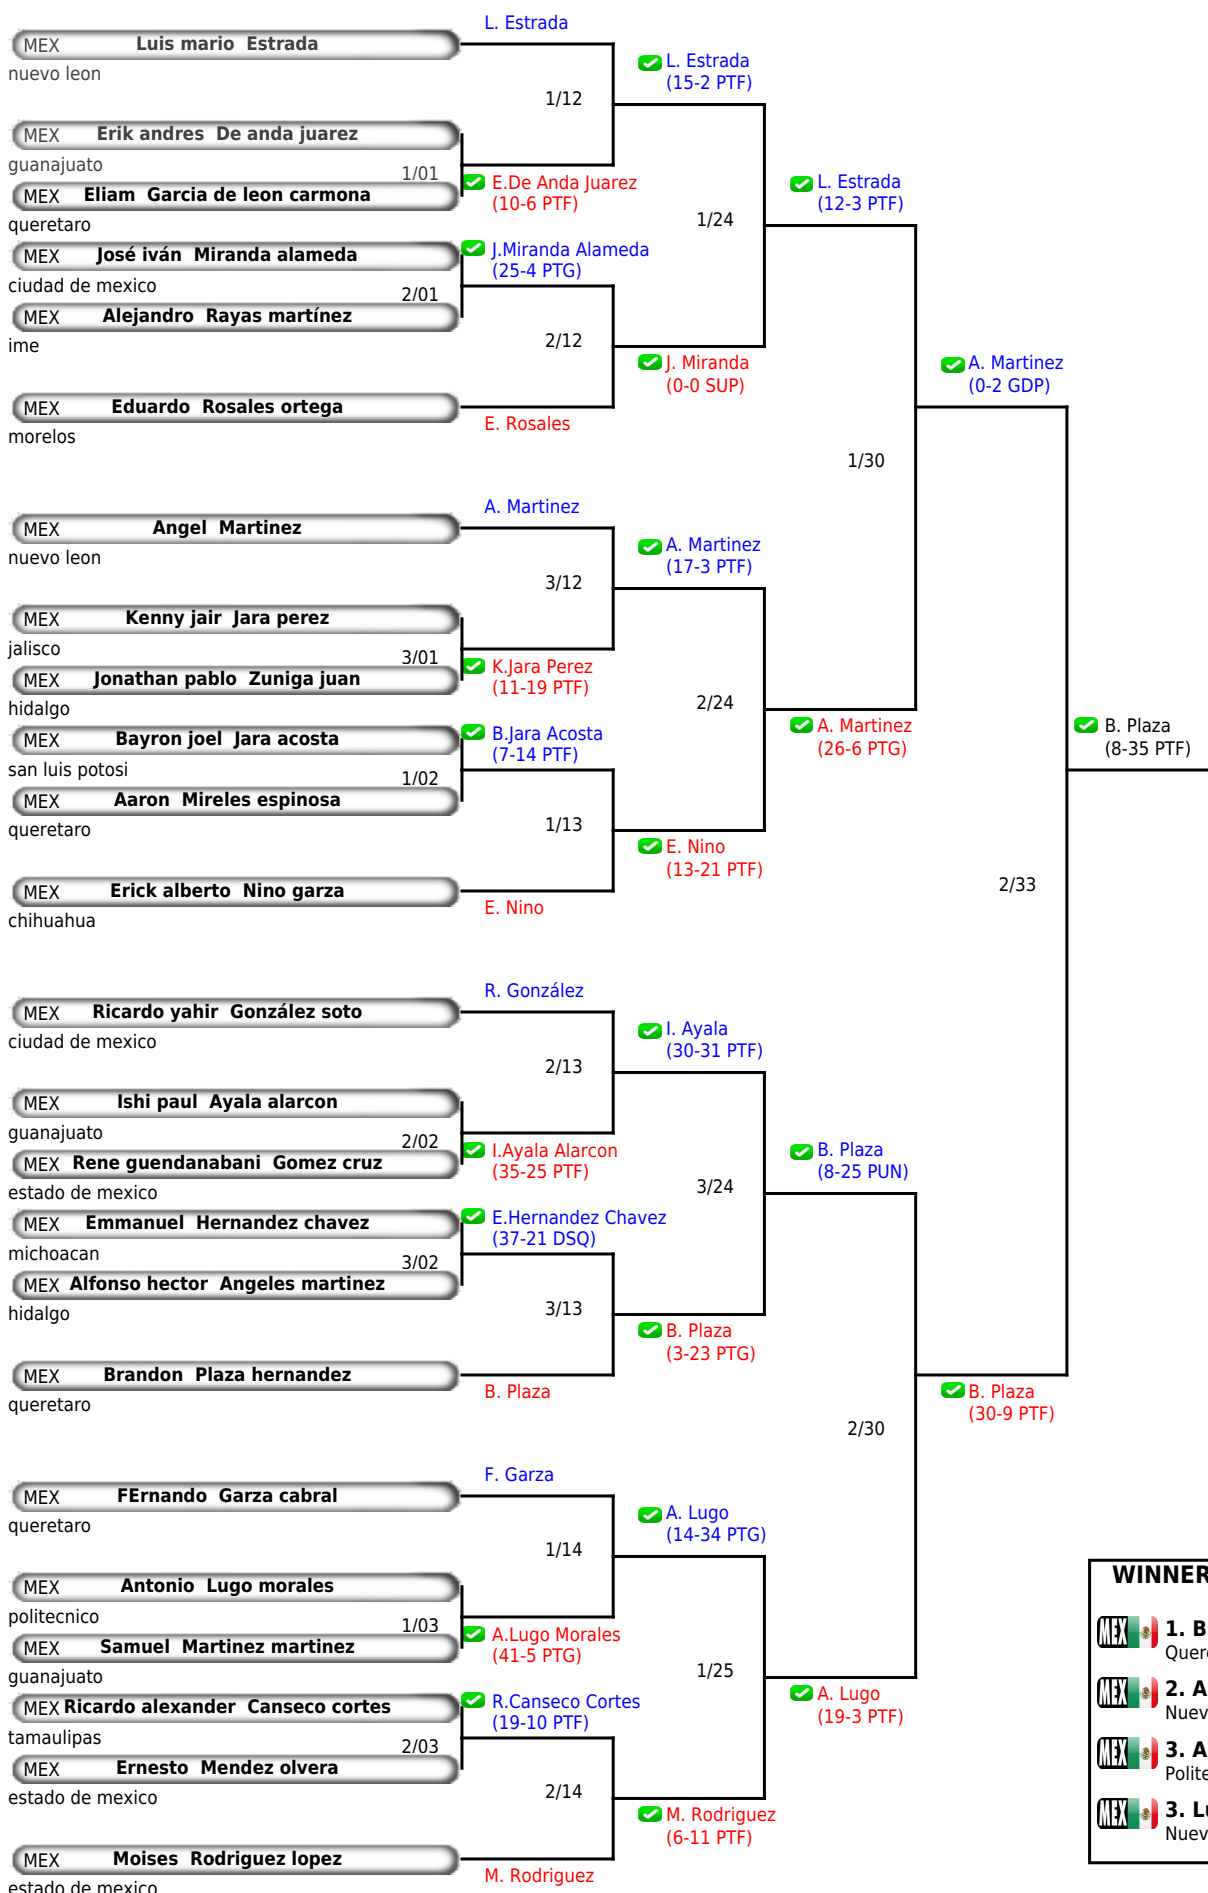 L. Estrada
MEX Luis mario Estrada
nuevo leon
L. Estrada
(15-2 PTF)
1/12
MEX Erik andres De anda juarez
guanajuato
1/01
E.De Anda Juarez
(10-6 PTF)
MEX Eliam Garcia de leon carmona
queretaro
L. Estrada
(12-3 PTF)
1/24
MEX José iván Miranda alameda
ciudad de mexico
J.Miranda Alameda
(25-4 PTG)
2/01
MEX Alejandro Rayas martínez
ime
2/12
J. Miranda
(0-0 SUP)
A. Martinez
(0-2 GDP)
MEX Eduardo Rosales ortega
morelos
E. Rosales
1/30
A. Martinez
MEX Angel Martinez
nuevo leon
A. Martinez
(17-3 PTF)
3/12
MEX Kenny jair Jara perez
jalisco
3/01
K.Jara Perez
(11-19 PTF)
MEX Jonathan pablo Zuniga juan
hidalgo
2/24
A. Martinez
(26-6 PTG)
MEX Bayron joel Jara acosta
san luis potosi
B.Jara Acosta
(7-14 PTF)
1/02
MEX Aaron Mireles espinosa
queretaro
B. Plaza
(8-35 PTF)
1/13
E. Nino
(13-21 PTF)
MEX Erick alberto Nino garza
chihuahua
E. Nino
2/33
R. González
MEX Ricardo yahir González soto
ciudad de mexico
I. Ayala
(30-31 PTF)
2/13
MEX Ishi paul Ayala alarcon
guanajuato
2/02
I.Ayala Alarcon
(35-25 PTF)
MEX Rene guendanabani Gomez cruz
estado de mexico
B. Plaza
(8-25 PUN)
3/24
MEX Emmanuel Hernandez chavez
michoacan
E.Hernandez Chavez
(37-21 DSQ)
3/02
MEX Alfonso hector Angeles martinez
hidalgo
3/13
B. Plaza
(3-23 PTG)
MEX Brandon Plaza hernandez
queretaro
B. Plaza
B. Plaza
(30-9 PTF)
2/30
F. Garza
MEX FErnando Garza cabral
queretaro
A. Lugo
(14-34 PTG)
1/14
MEX Antonio Lugo morales
politecnico
1/03
A.Lugo Morales
(41-5 PTG)
MEX Samuel Martinez martinez
guanajuato
1/25
A. Lugo
(19-3 PTF)
MEX Ricardo alexander Canseco cortes
tamaulipas
R.Canseco Cortes
(19-10 PTF)
2/03
MEX Ernesto Mendez olvera
estado de mexico
2/14
M. Rodriguez
(6-11 PTF)
MEX Moises Rodriguez lopez
estado de mexico
M. Rodriguez
WINNER
MEX 1. B
Quer
MEX 2. A
Nuev
MEX 3. A
Polite
MEX 3. Lu
Nuev